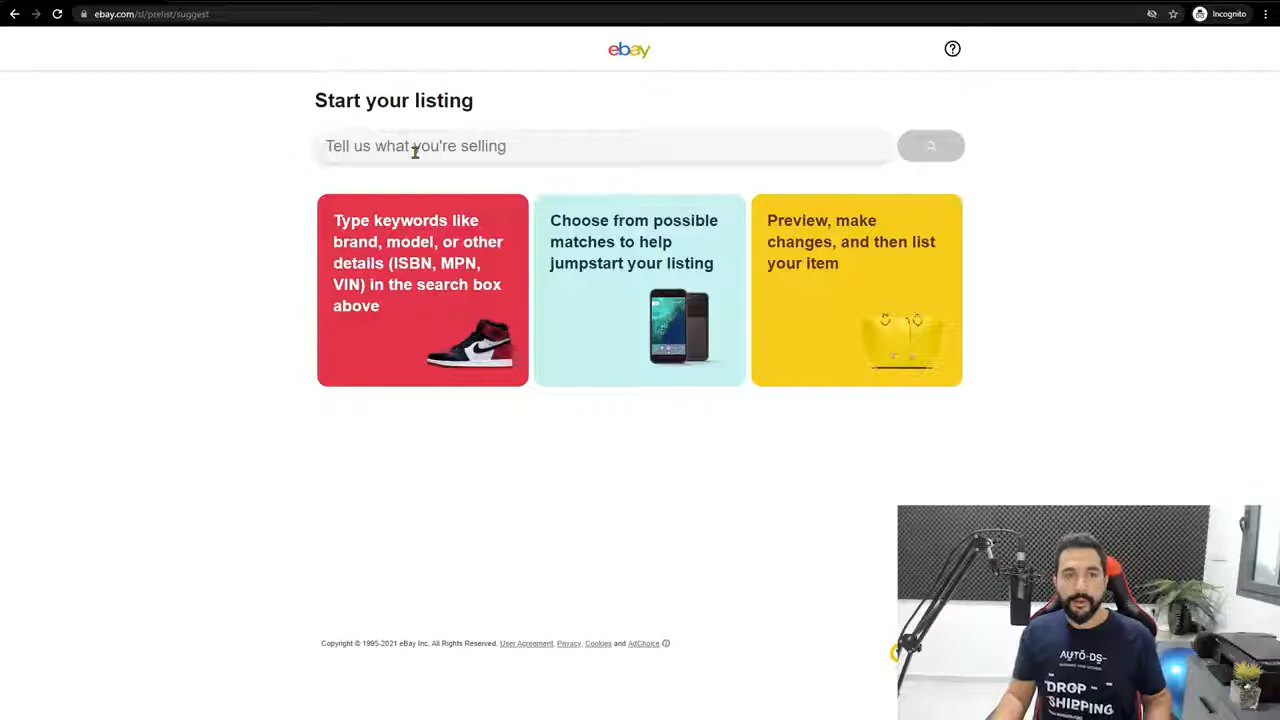 ebay.com/sl/prelist/suggest
Incognito
ebay
Start your listing
Tell us what you're selling
Type keywords like
brand, model, or other
details (ISBN, MPN,
VIN) in the search box
above
Choose from possible
matches to help
jumpstart your listing
Preview, make
changes, and then list
your item
Copyright © 1995-2021 eBay Inc. All Rights Reserved. User Agreement, Privacy, Cookies and AdChoice
AUTO-DS-
DROP
SHIPPING